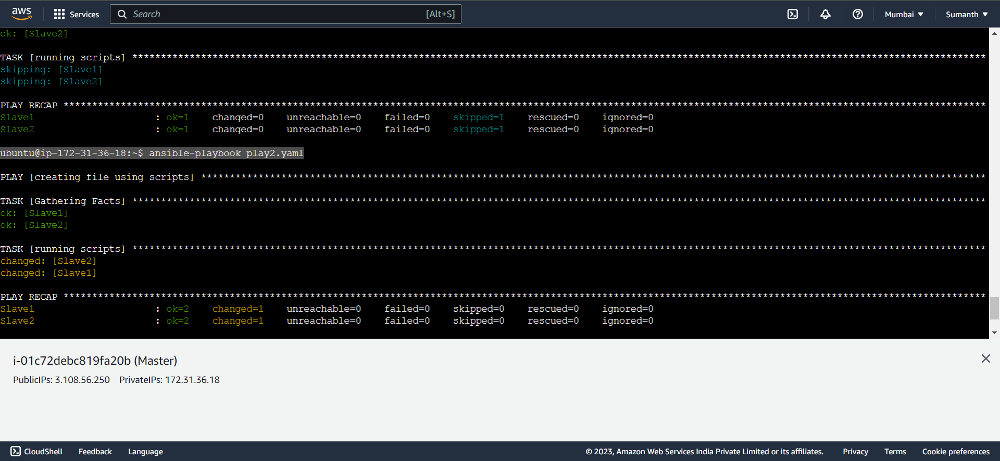 aws Services Search [Alt+S] Mumbai ▼ Sumanth ▼
ok: [Slave2]
TASK [running scripts] *****************************************************************************************************************************************************
skipping: [Slave1]
skipping: [Slave2]
PLAY RECAP *****************************************************************************************************************************************************************
Slave1 : ok=1 changed=0 unreachable=0 failed=0 skipped=1 rescued=0 ignored=0
Slave2 : ok=1 changed=0 unreachable=0 failed=0 skipped=1 rescued=0 ignored=0
ubuntu@ip-172-31-36-18:~$ ansible-playbook play2.yaml
PLAY [creating file using scripts] *****************************************************************************************************************************************
TASK [Gathering Facts] *****************************************************************************************************************************************************
ok: [Slave1]
ok: [Slave2]
TASK [running scripts] *****************************************************************************************************************************************************
changed: [Slave2]
changed: [Slave1]
PLAY RECAP *****************************************************************************************************************************************************************
Slave1 : ok=2 changed=1 unreachable=0 failed=0 skipped=0 rescued=0 ignored=0
Slave2 : ok=2 changed=1 unreachable=0 failed=0 skipped=0 rescued=0 ignored=0
i-01c72debc819fa20b (Master)
PublicIPs: 3.108.56.250 PrivateIPs: 172.31.36.18
CloudShell Feedback Language © 2023, Amazon Web Services India Private Limited or its affiliates. Privacy Terms Cookie preferences